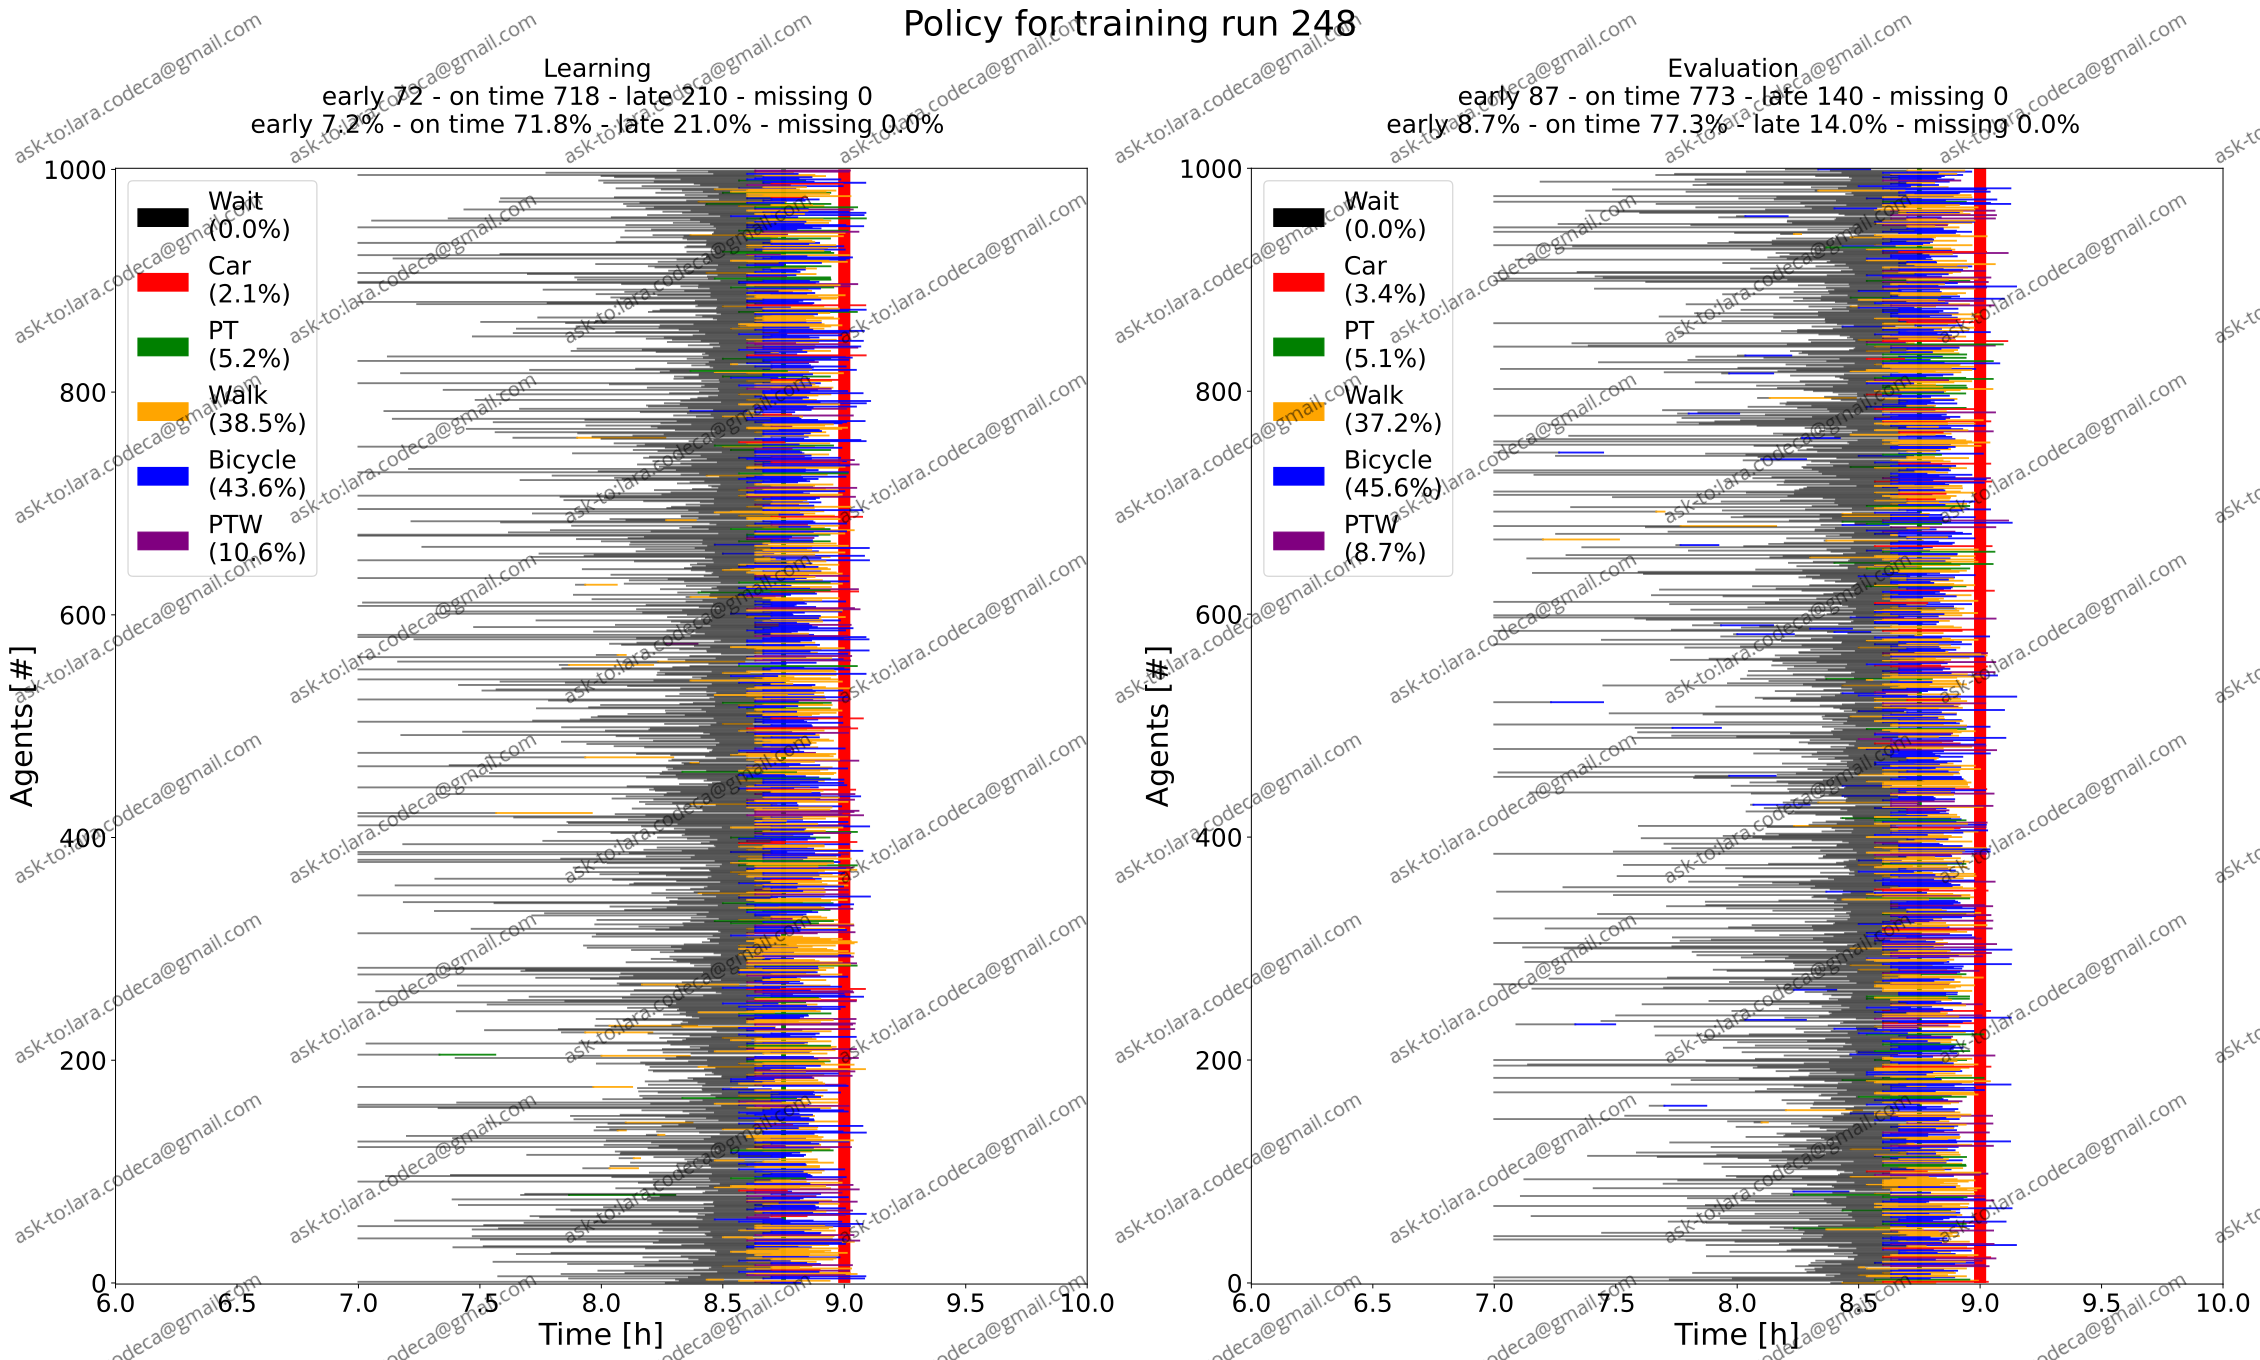 Policy for training run 248
Learning
early 72 - on time 718 - late 210 - missing 0
early 7.2% - on time 71.8% - late 21.0% - missing 0.0%
1000
800
600
400
200
0
Agents [#]
Wait
(0.0%)
Car
(2.1%)
PT
(5.2%)
Walk
(38.5%)
Bicycle
(43.6%)
PTW
(10.6%)
6.0 6.5 7.0 7.5 8.0 8.5 9.0 9.5 10.0
Time [h]
Evaluation
early 87 - on time 773 - late 140 - missing 0
early 8.7% - on time 77.3% - late 14.0% - missing 0.0%
1000
800
600
400
200
0
Agents [#]
Wait
(0.0%)
Car
(3.4%)
PT
(5.1%)
Walk
(37.2%)
Bicycle
(45.6%)
PTW
(8.7%)
6.0 6.5 7.0 7.5 8.0 8.5 9.0 9.5 10.0
Time [h]
ask-to:lara.codeca@gmail.com